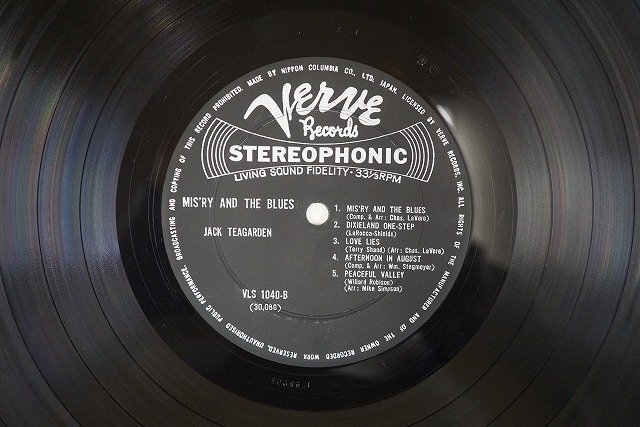 Verve
Records
STEREOPHONIC
LIVING SOUND FIDELITY · 33⅓RPM
MIS'RY AND THE BLUES
JACK TEAGARDEN
VLS 1040-B
(30,086)
1. MIS'RY AND THE BLUES
(Comp. & Arr: Chas. LaVere)
2. DIXIELAND ONE-STEP
(LaRocca-Shields)
3. LOVE LIES
(Terry Shand) (Arr: Chas. LaVere)
4. AFTERNOON IN AUGUST
(Comp. & Arr: Wm. Stegmeyer)
5. PEACEFUL VALLEY
(Willard Robison)
(Arr: Mike Simpson)
MADE BY NIPPON COLUMBIA CO., LTD. JAPAN. LICENSED BY VERVE RECORDS, INC. ALL RIGHTS OF THE MANUFACTURER AND OF THE OWNER OF THE RECORDED WORK RESERVED. UNAUTHORISED PUBLIC PERFORMANCE, BROADCASTING AND COPYING OF THIS RECORD PROHIBITED.